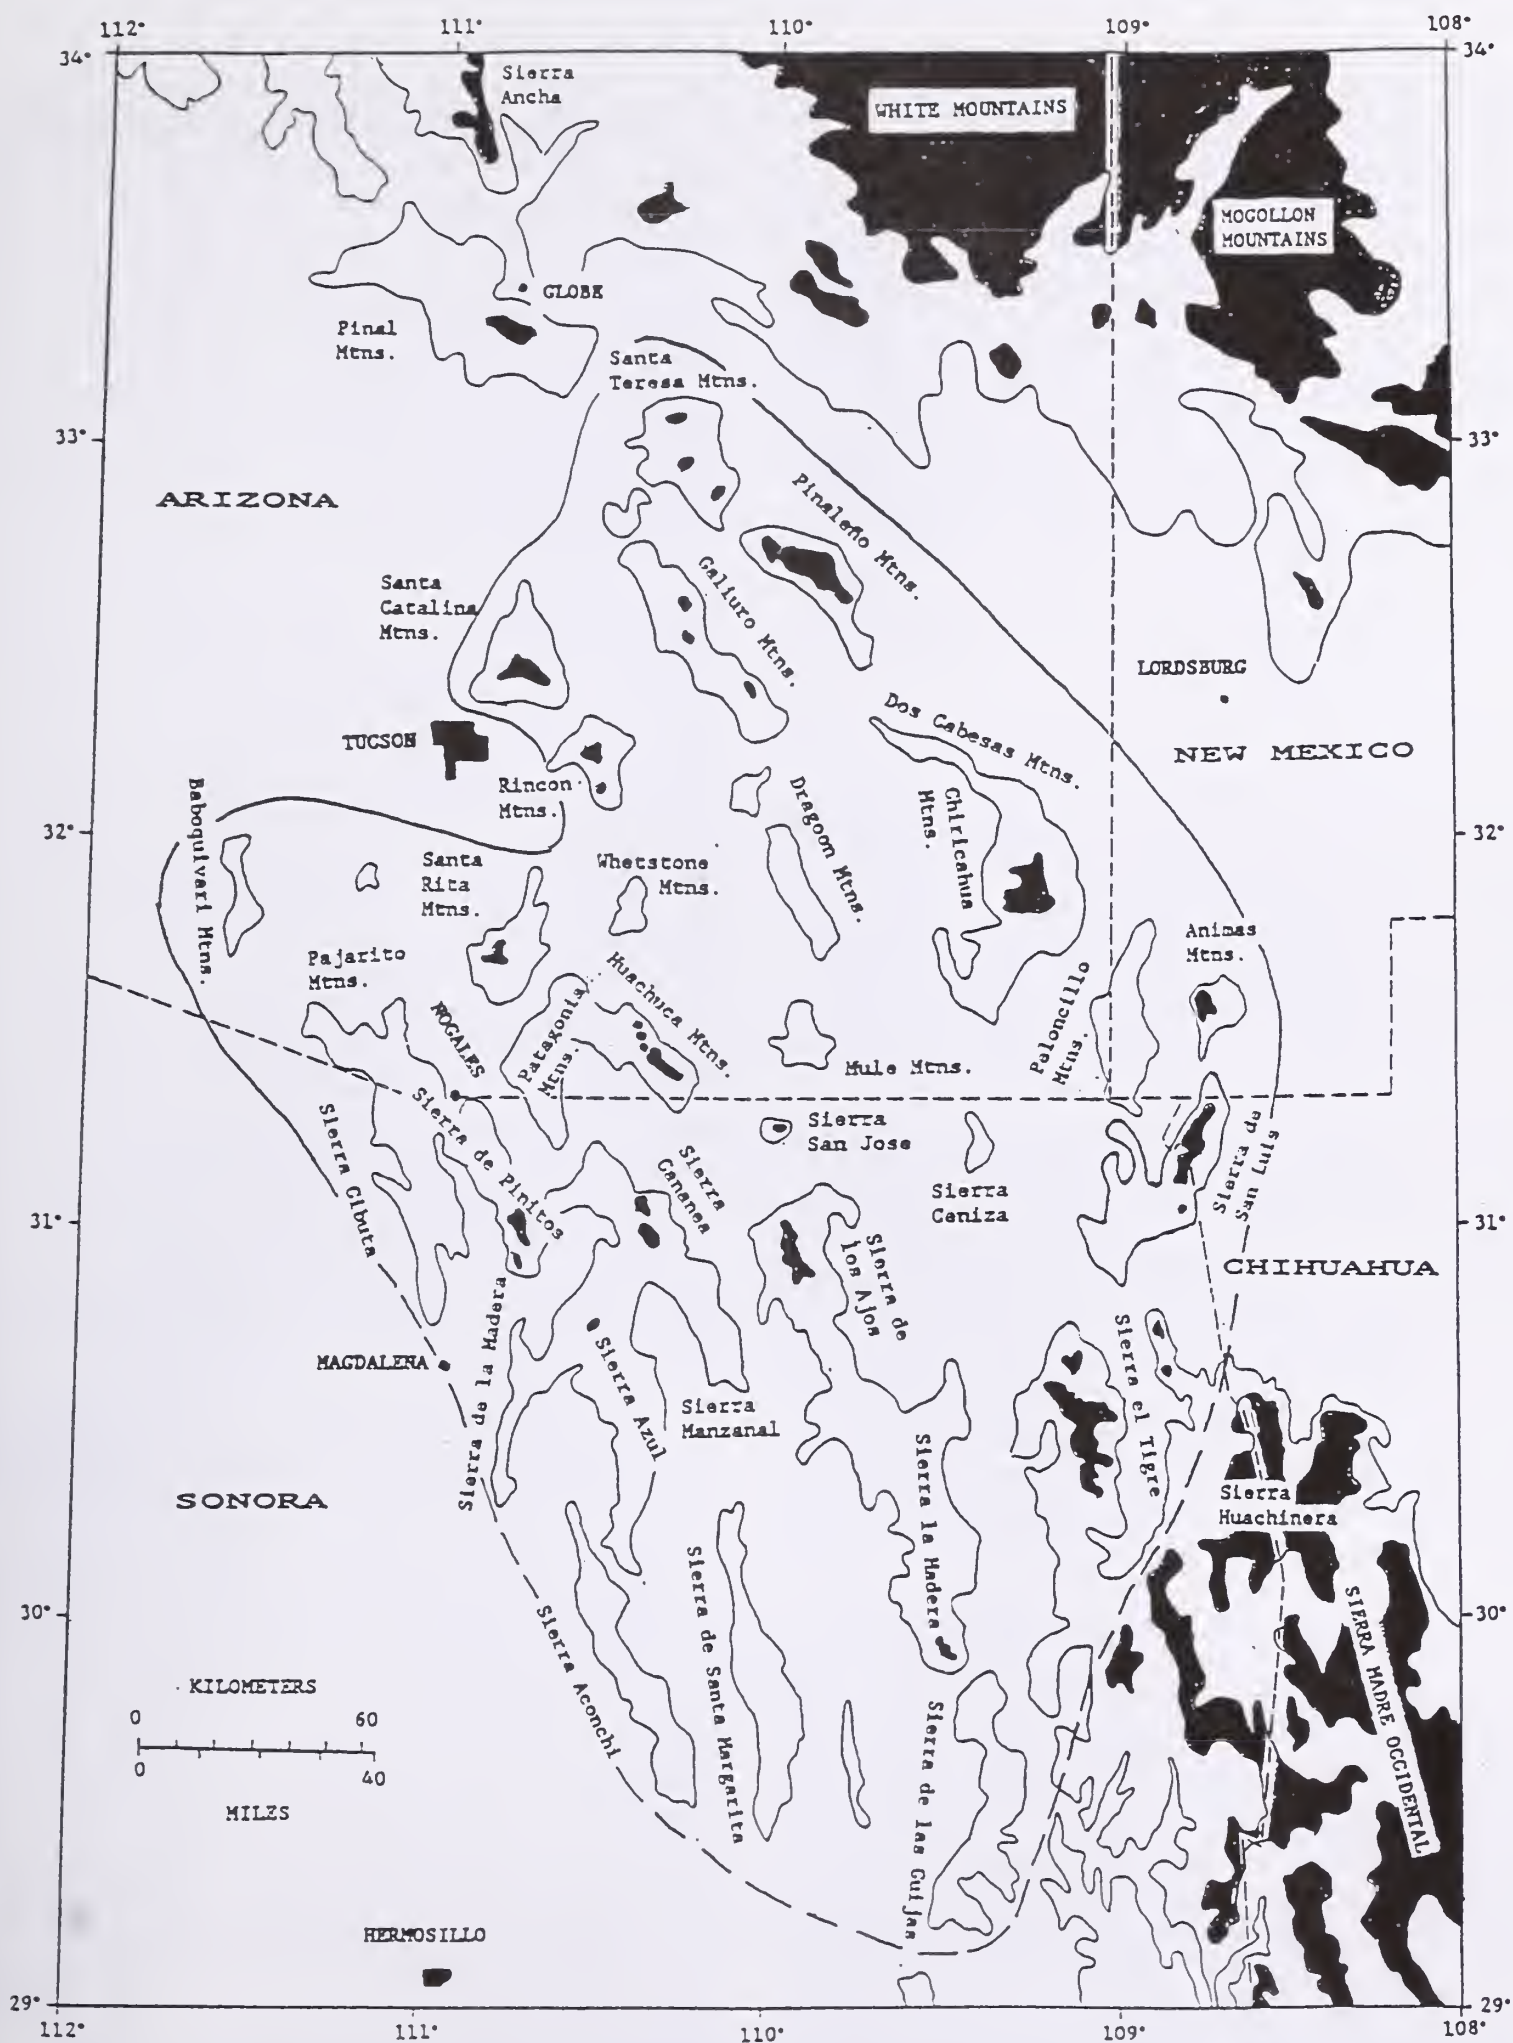 112°
111°
110°
109°
108°
34°
34°
Sierra
Ancha
WHITE MOUNTAINS
MOGOLLON
MOUNTAINS
GLOBE
Pinal
Mtns.
Santa
Teresa Mtns.
33°
33°
ARIZONA
Pinaleño Mtns.
Galiuro Mtns.
Santa
Catalina
Mtns.
LORDSBURG
Dos Cabesas Mtns.
TUCSON
NEW MEXICO
Rincon
Mtns.
Baboquivari Mtns.
Dragoon Mtns.
Chiricahua
Mtns.
32°
32°
Santa
Rita
Mtns.
Whetstone
Mtns.
Animas
Mtns.
Pajarito
Mtns.
Huachuca Mtns.
NOGALES
Patagonia
Mtns.
Peloncillo
Mtns.
Mule Mtns.
Sierra Cibuta
Sierra de Pinitos
Sierra
San Jose
Sierra
Cananea
Sierra
Ceniza
Sierra de
San Luis
31°
31°
Sierra de
los Ajos
CHIHUAHUA
Sierra de la Madera
MAGDALENA
Sierra Azul
Sierra
Manzanal
Sierra el Tigre
Sierra la Madera
SONORA
Sierra
Huachinera
Sierra Aconchi
Sierra de Santa Margarita
30°
30°
SIERRA MADRE OCCIDENTAL
Sierra de las Guijas
KILOMETERS
0 60
0 40
MILES
HERMOSILLO
29°
29°
112°
111°
110°
109°
108°